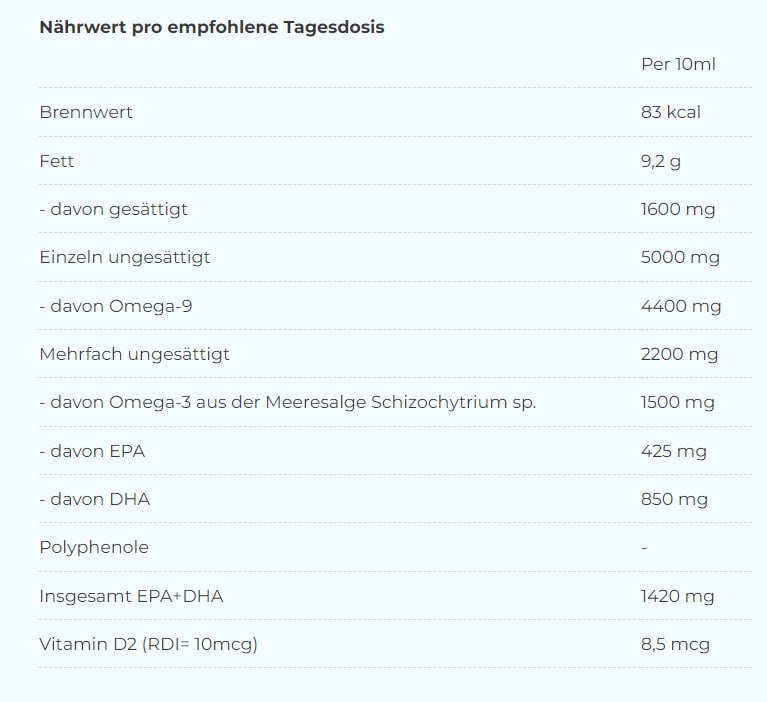 Nährwert pro empfohlene Tagesdosis
Per 10ml
Brennwert 83 kcal
Fett 9,2 g
- davon gesättigt 1600 mg
Einzeln ungesättigt 5000 mg
- davon Omega-9 4400 mg
Mehrfach ungesättigt 2200 mg
- davon Omega-3 aus der Meeresalge Schizochytrium sp. 1500 mg
- davon EPA 425 mg
- davon DHA 850 mg
Polyphenole -
Insgesamt EPA+DHA 1420 mg
Vitamin D2 (RDI= 10mcg) 8,5 mcg